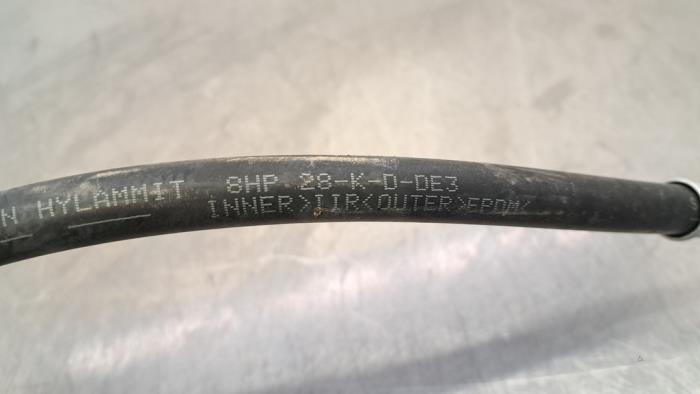 N HYLAMMIT 8HP 28-K-D-DE3
INNER>IIR<OUTER>EPDM<